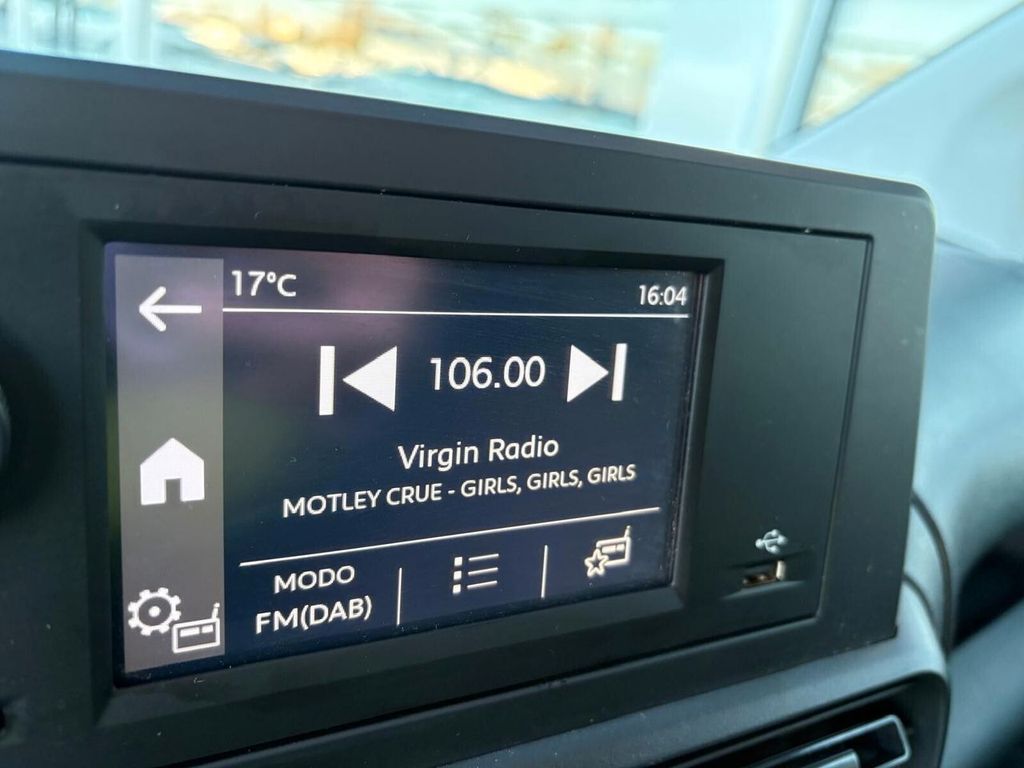 17°C
16:04
106.00
Virgin Radio
MOTLEY CRUE - GIRLS, GIRLS, GIRLS
MODO
FM(DAB)